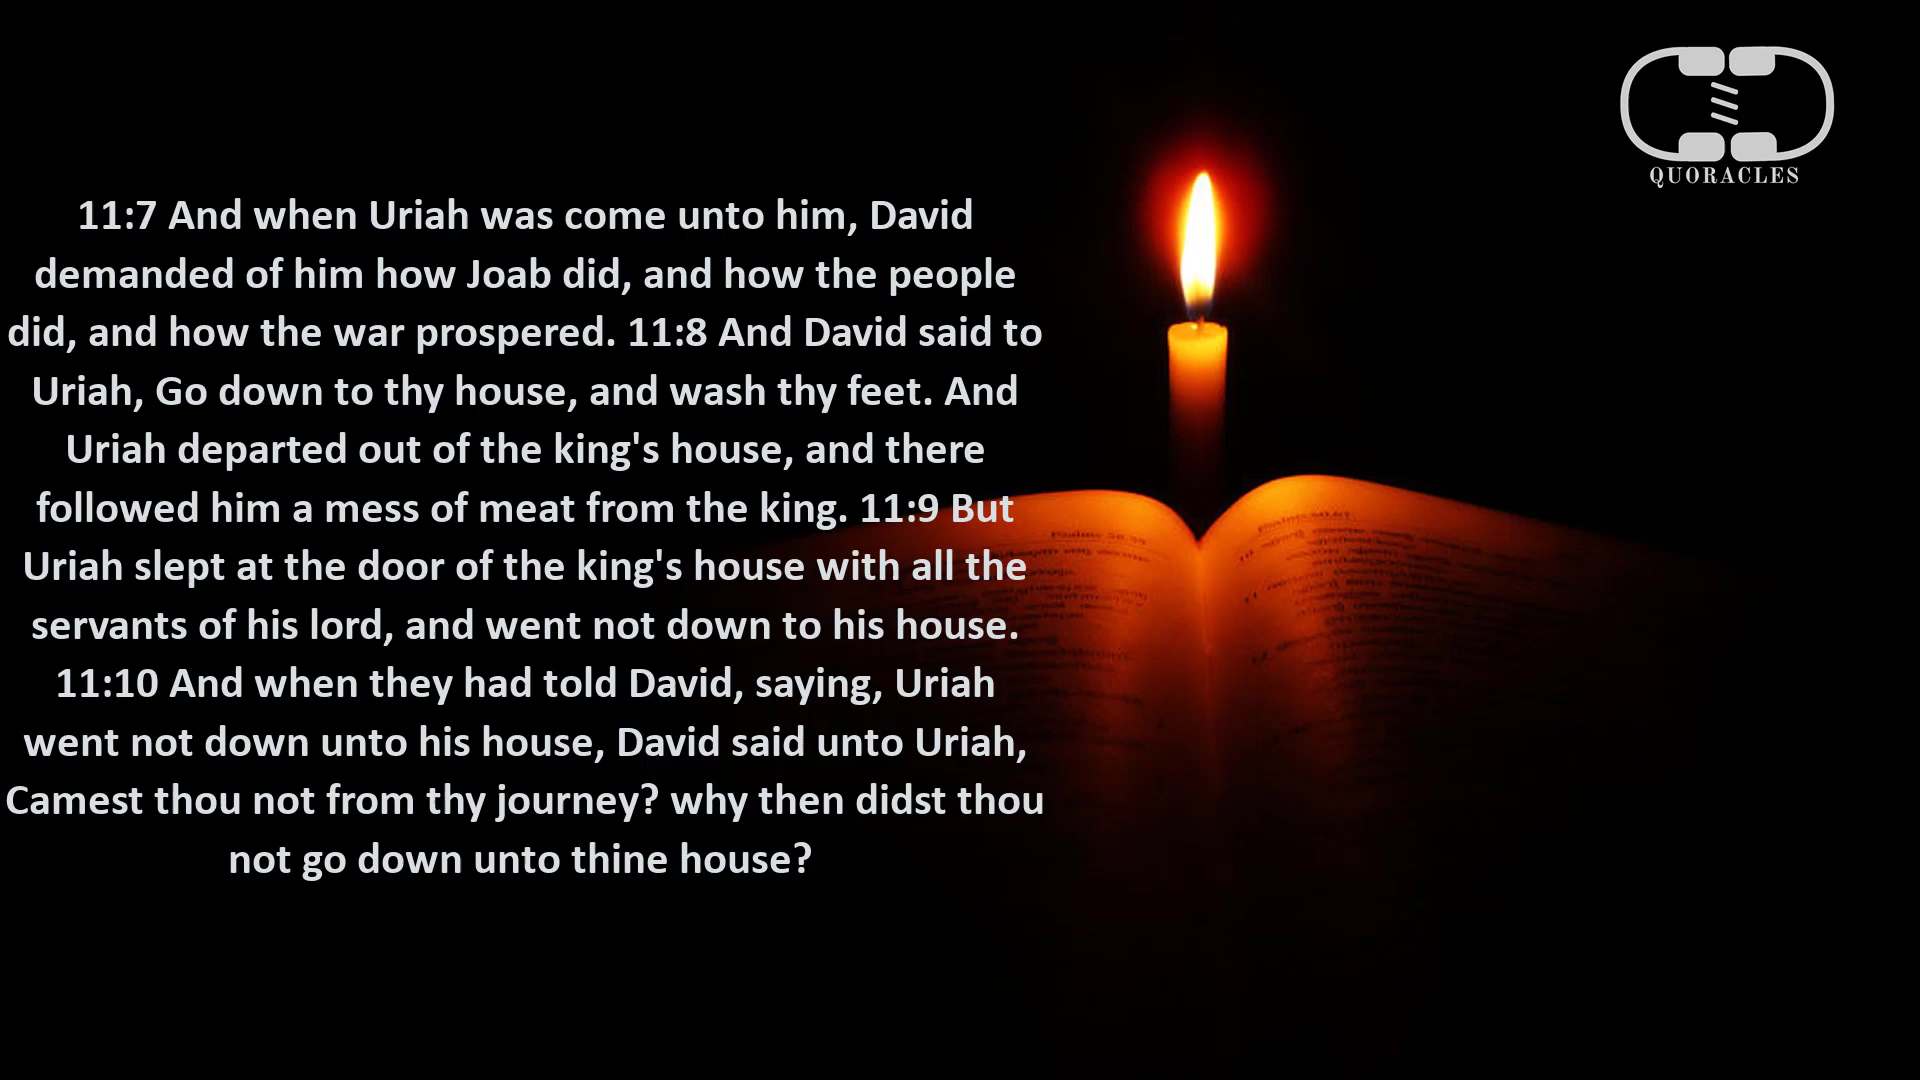 QUORACLES
11:7 And when Uriah was come unto him, David
demanded of him how Joab did, and how the people
did, and how the war prospered. 11:8 And David said to
Uriah, Go down to thy house, and wash thy feet. And
Uriah departed out of the king's house, and there
followed him a mess of meat from the king. 11:9 But
Uriah slept at the door of the king's house with all the
servants of his lord, and went not down to his house.
11:10 And when they had told David, saying, Uriah
went not down unto his house, David said unto Uriah,
Camest thou not from thy journey? why then didst thou
not go down unto thine house?